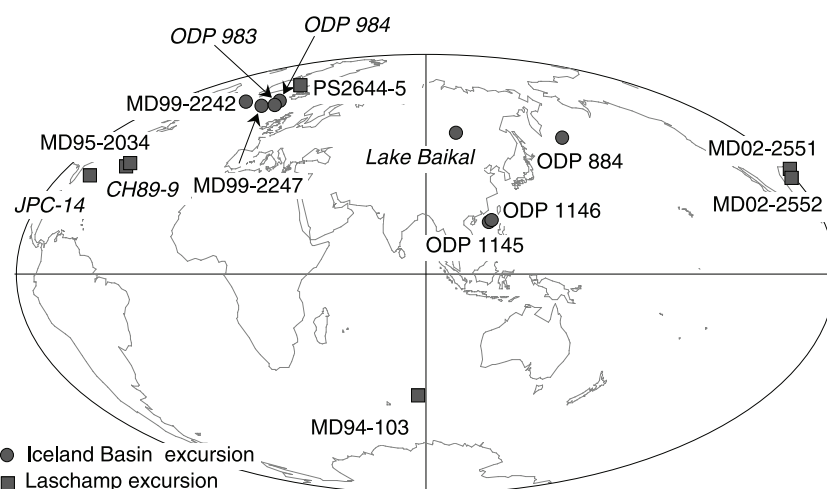 ODP 983
ODP 984
MD99-2242
PS2644-5
MD95-2034
Lake Baikal
ODP 884
MD02-2551
JPC-14
CH89-9
MD99-2247
MD02-2552
ODP 1146
ODP 1145
MD94-103
Iceland Basin excursion
Laschamp excursion